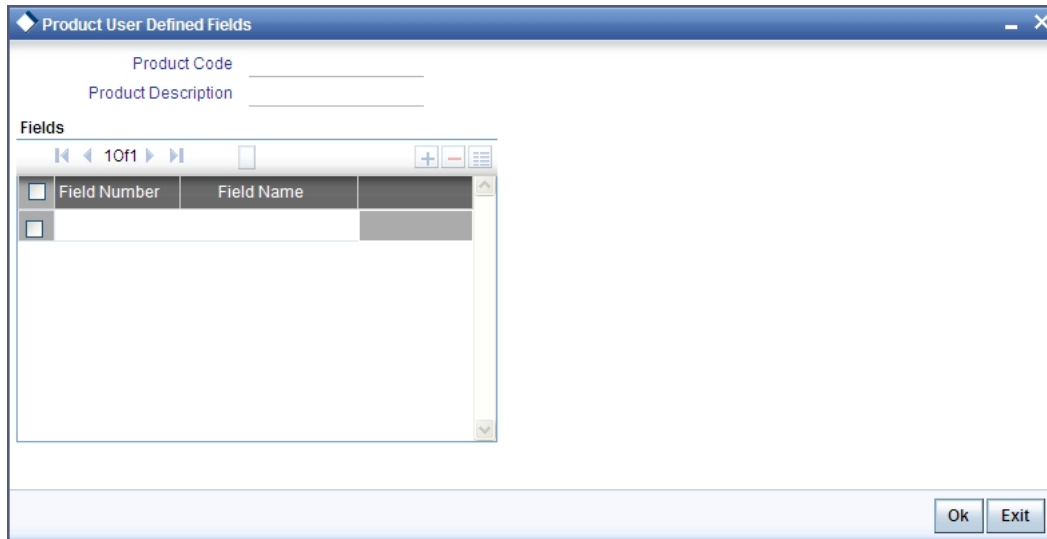 Product User Defined Fields
Product Code
Product Description
Fields
1Of1
Field Number Field Name
Ok Exit